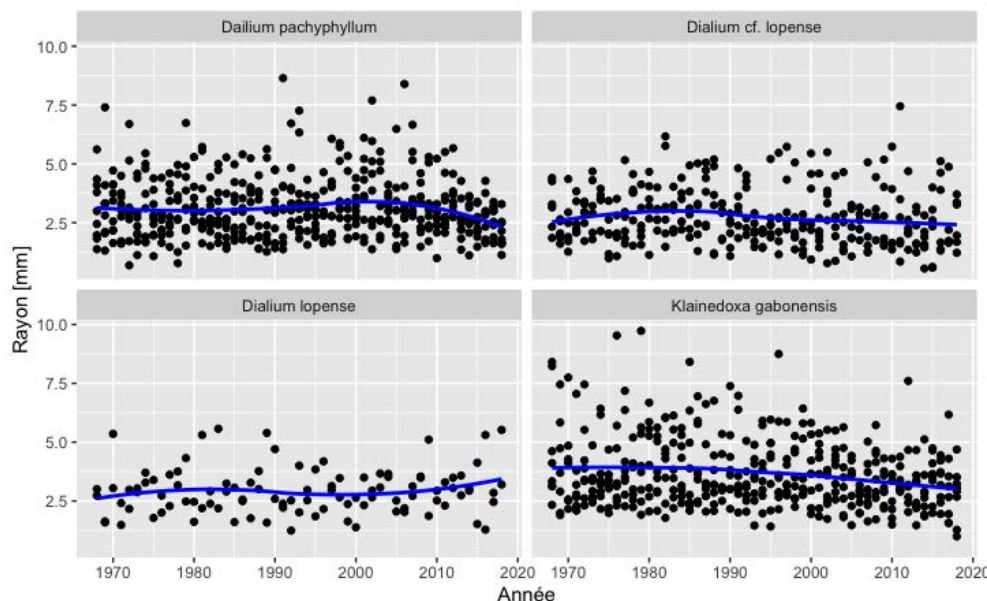 Dailium pachyphyllum
Dialium cf. lopense
10.0
7.5
5.0
2.5
Dialium lopense
Klainedoxa gabonensis
10.0
7.5
5.0
2.5
Rayon [mm]
1970 1980 1990 2000 2010 2020
1970 1980 1990 2000 2010 2020
Année